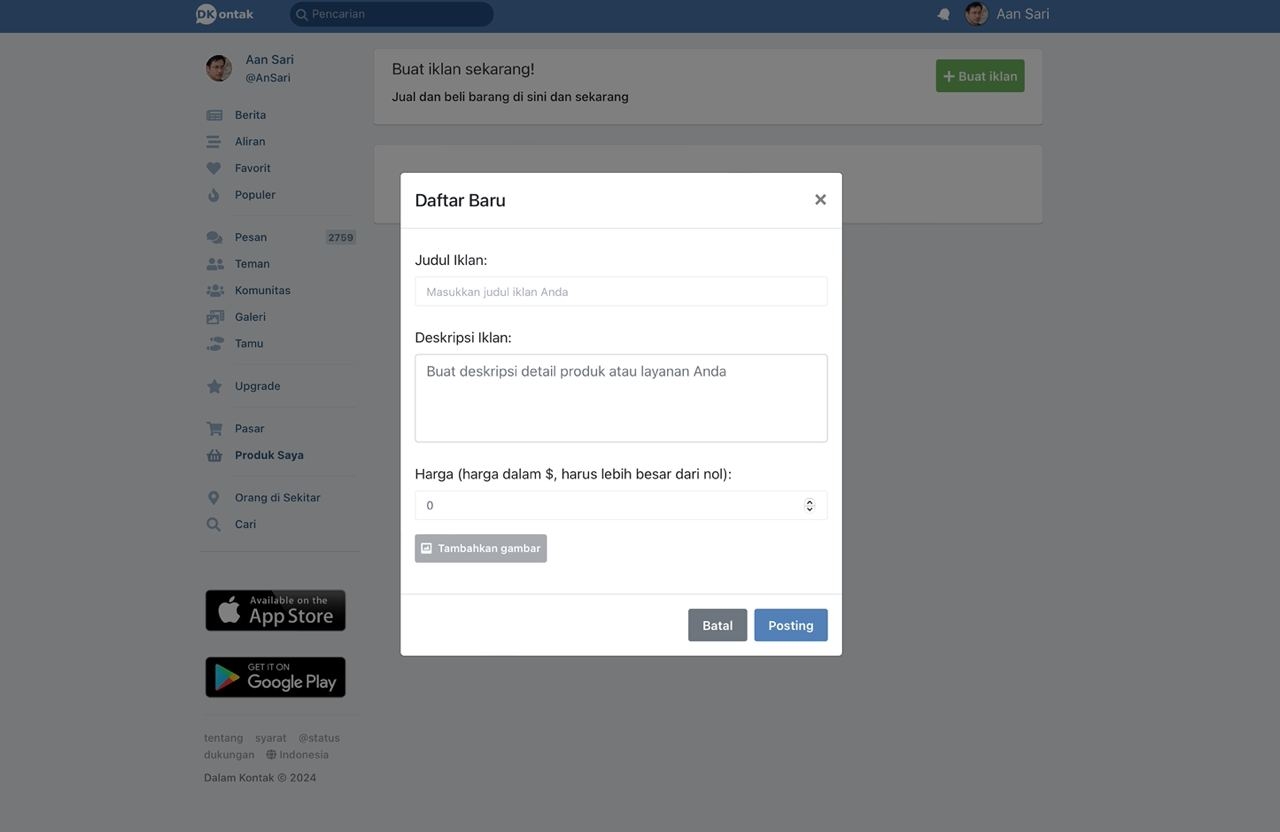 DKontak
Pencarian
Aan Sari
Aan Sari
@AnSari
Berita
Aliran
Favorit
Populer
Pesan 2759
Teman
Komunitas
Galeri
Tamu
Upgrade
Pasar
Produk Saya
Orang di Sekitar
Cari
Available on the
App Store
GET IT ON
Google Play
tentang syarat @status
dukungan Indonesia
Dalam Kontak © 2024
Buat iklan sekarang!
Jual dan beli barang di sini dan sekarang
Buat iklan
Daftar Baru
Judul Iklan:
Masukkan judul iklan Anda
Deskripsi Iklan:
Buat deskripsi detail produk atau layanan Anda
Harga (harga dalam $, harus lebih besar dari nol):
0
Tambahkan gambar
Batal Posting